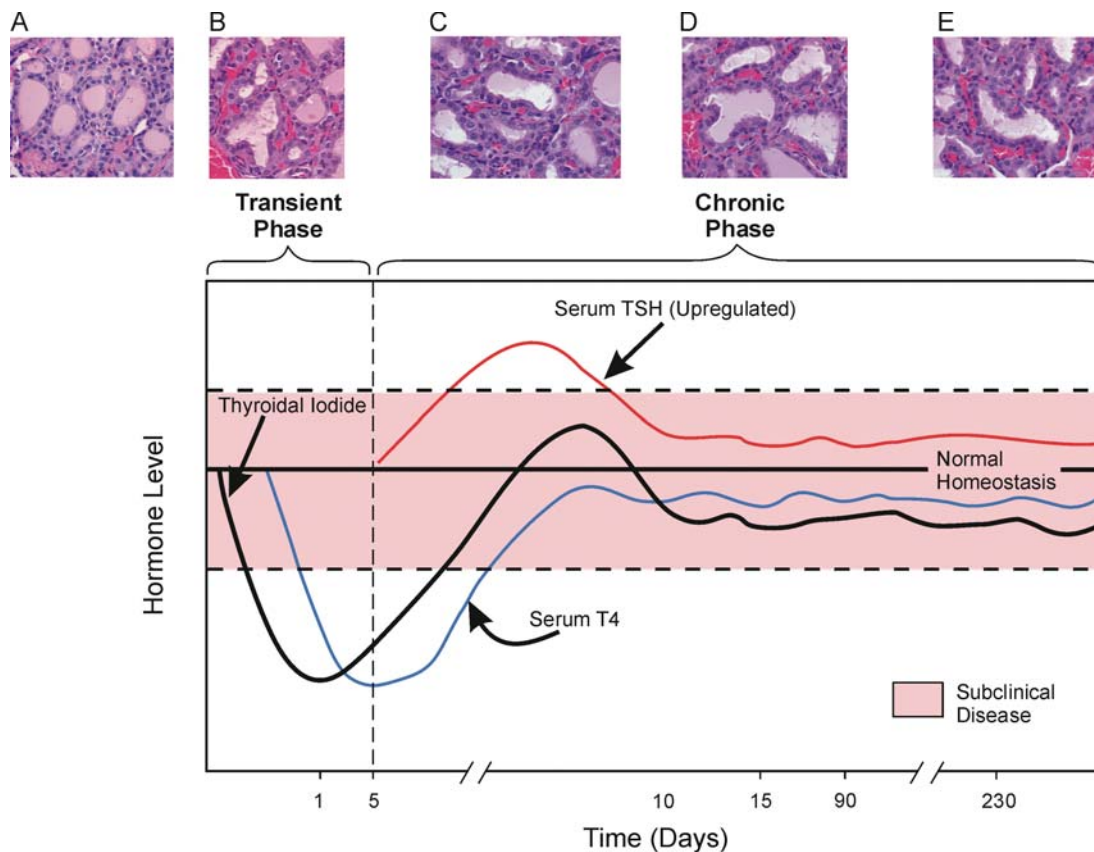 A
B
C
D
E
Transient
Phase
Chronic
Phase
Serum TSH (Upregulated)
Thyroidal Iodide
Normal
Homeostasis
Serum T4
Subclinical
Disease
Hormone Level
1
5
10
15
90
230
Time (Days)